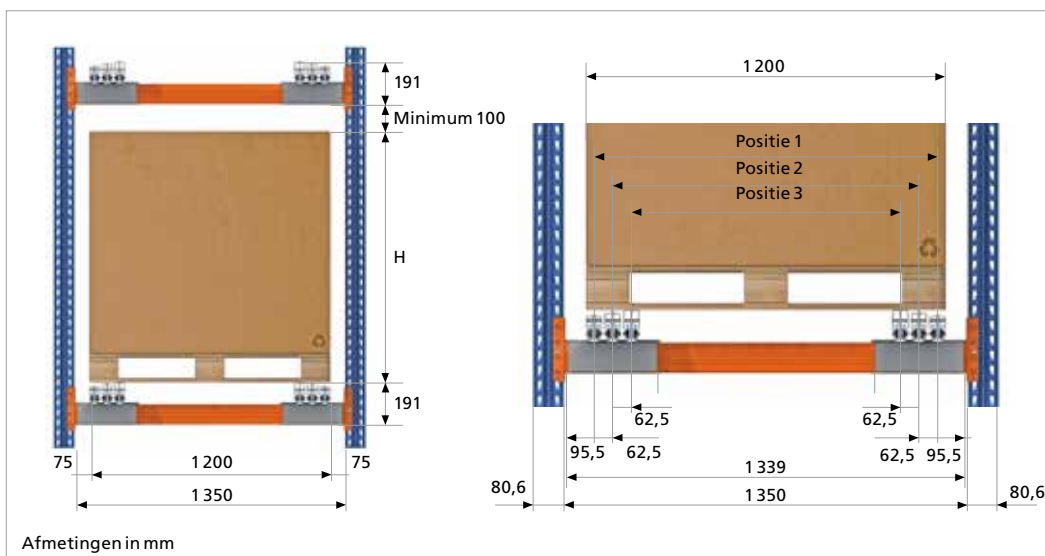 191
Minimum 100
H
191
75
1 200
75
1 350
1 200
Positie 1
Positie 2
Positie 3
62,5
62,5
95,5
62,5
62,5
95,5
1 339
80,6
1 350
80,6
Afmetingen in mm